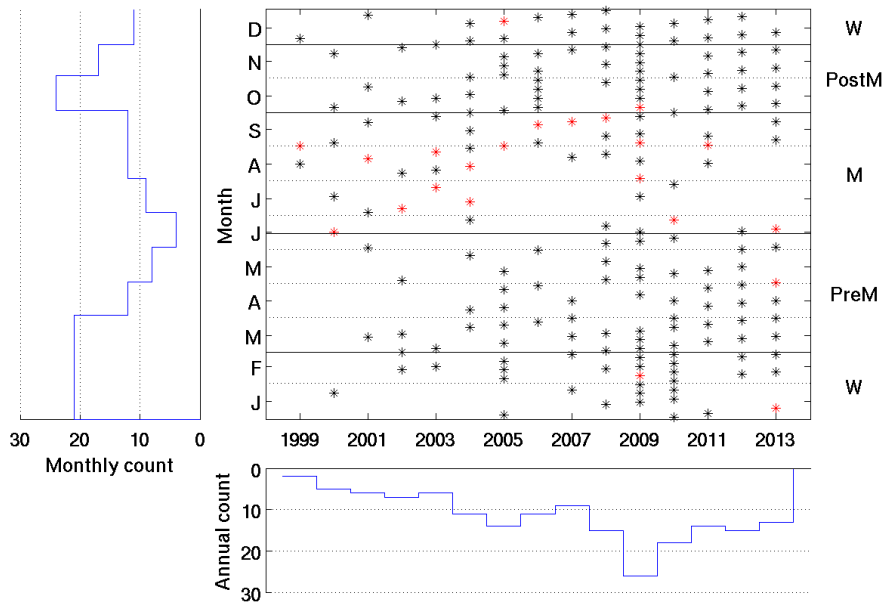 D
N
O
S
A
J
J
M
A
M
F
J
Month
W
PostM
M
PreM
W
30 20 10 0
Monthly count
1999 2001 2003 2005 2007 2009 2011 2013
0
10
20
30
Annual count